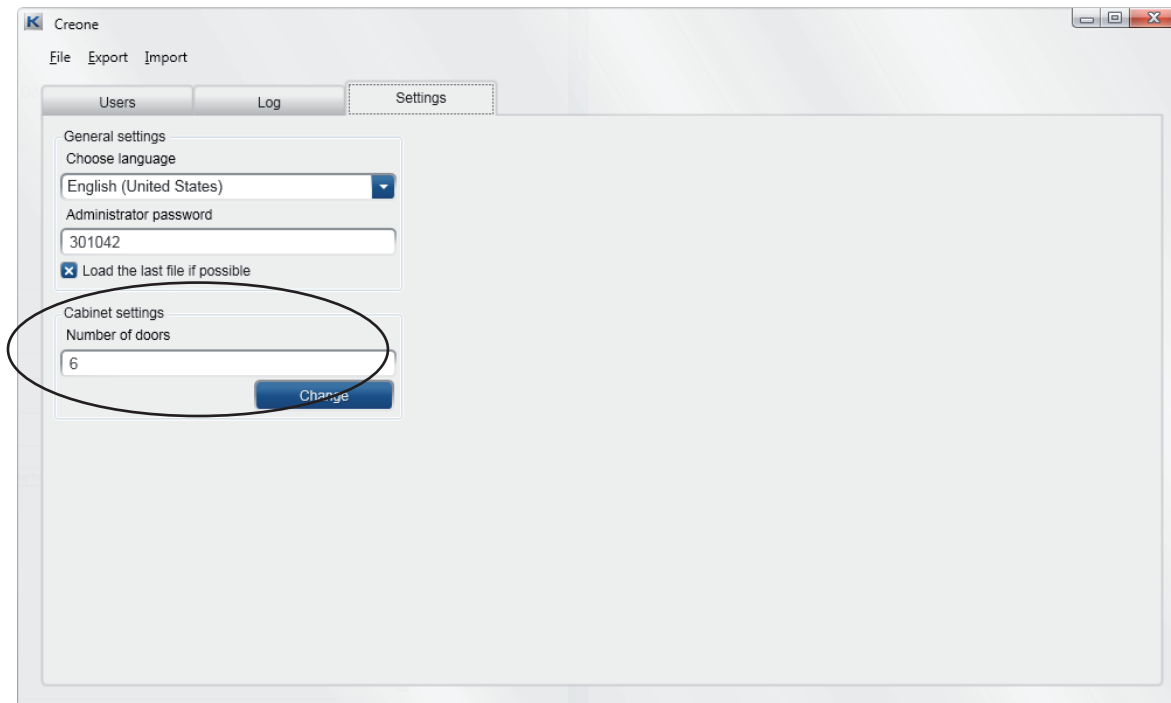 K Creone
File Export Import
Users Log Settings
General settings
Choose language
English (United States)
Administrator password
301042
Load the last file if possible
Cabinet settings
Number of doors
6
Change